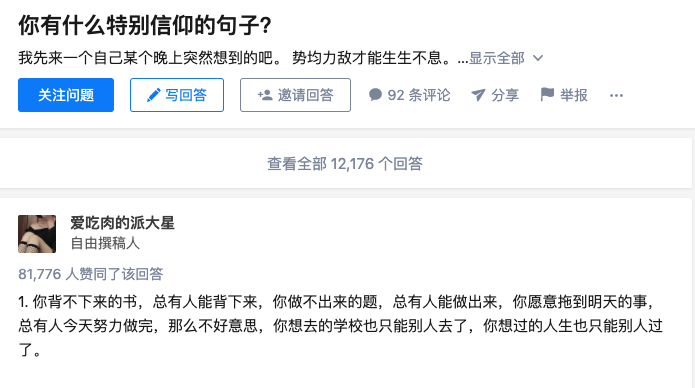 你有什么特别信仰的句子?
我先来一个自己某个晚上突然想到的吧。 势均力敌才能生生不息。...显示全部
关注问题 写回答 邀请回答 92 条评论 分享 举报 ...
查看全部 12,176 个回答
爱吃肉的派大星
自由撰稿人
81,776 人赞同了该回答
1. 你背不下来的书，总有人能背下来，你做不出来的题，总有人能做出来，你愿意拖到明天的事，
总有人今天努力做完，那么不好意思，你想去的学校也只能别人去了，你想过的人生也只能别人过
了。